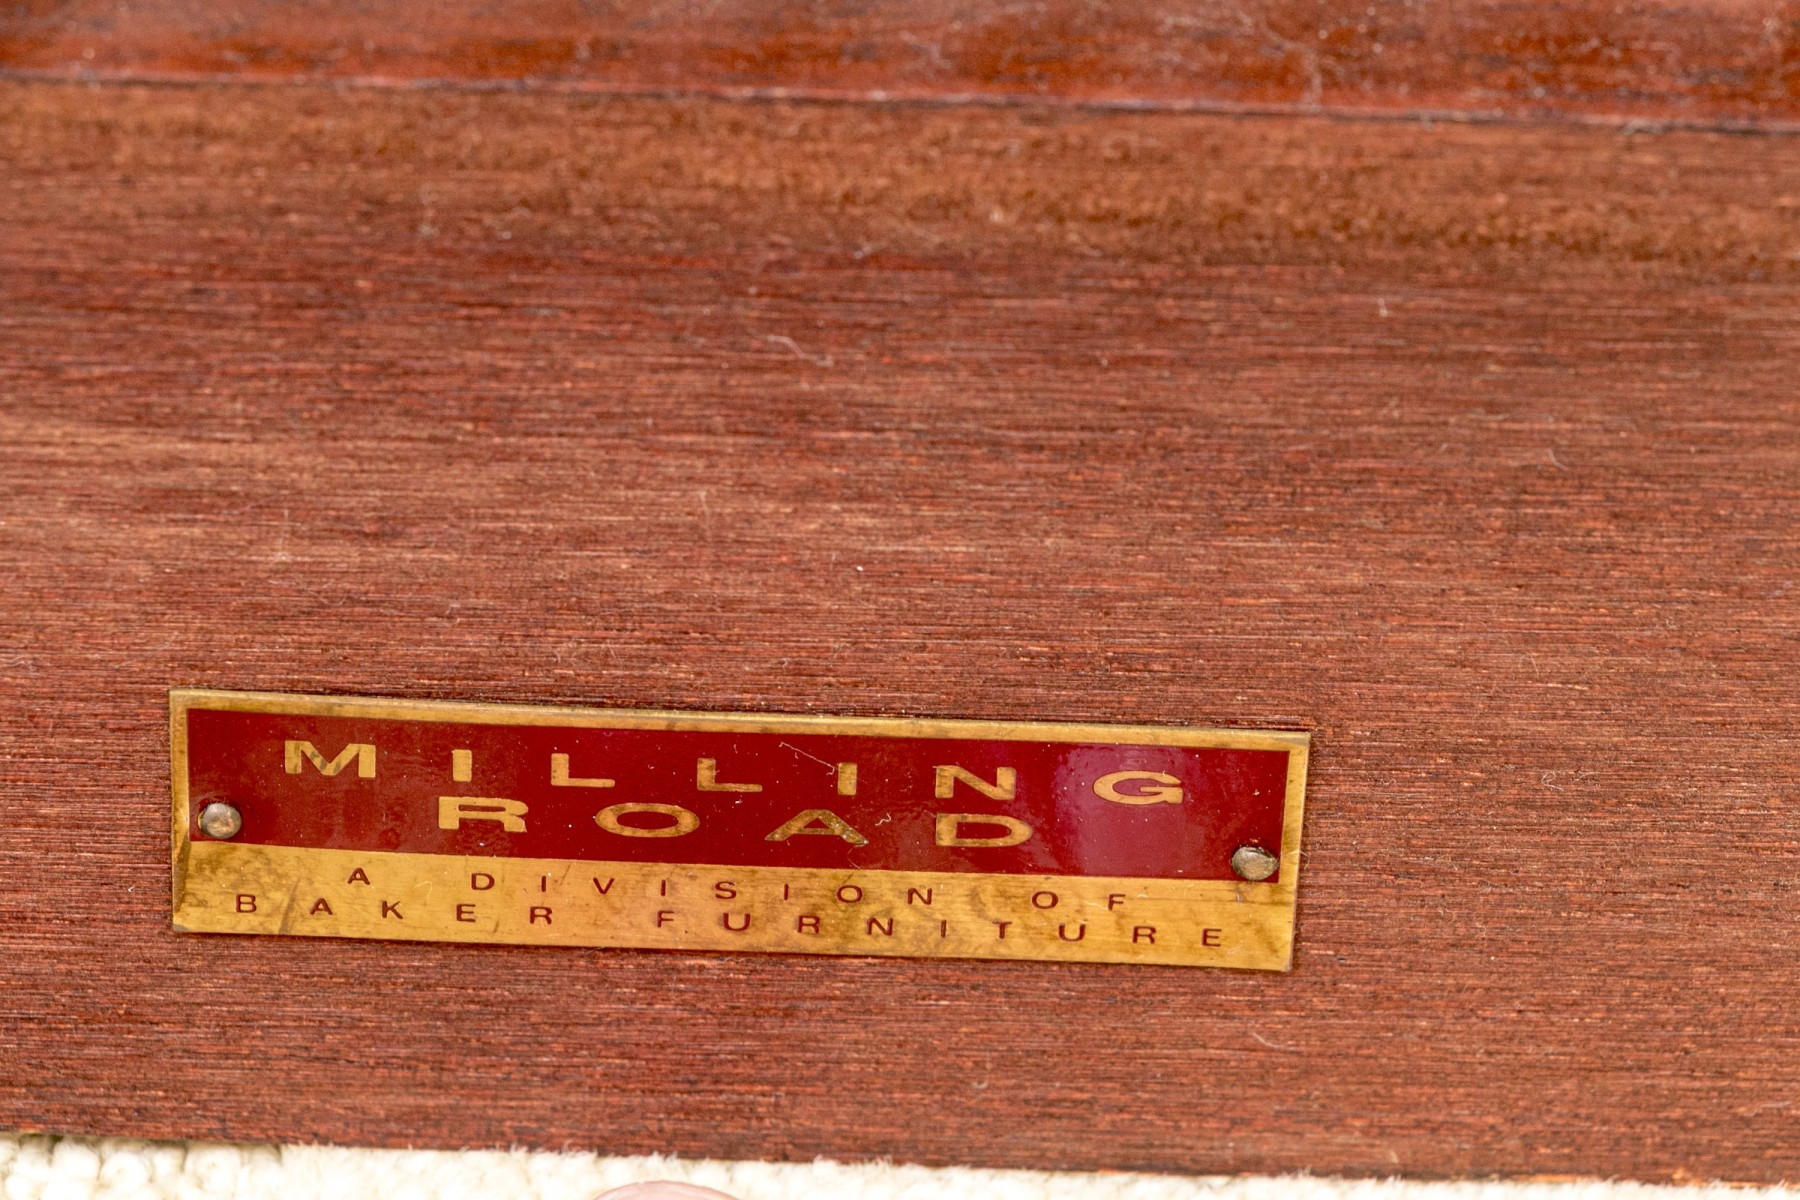 MILLING
ROAD
A DIVISION OF
BAKER FURNITURE